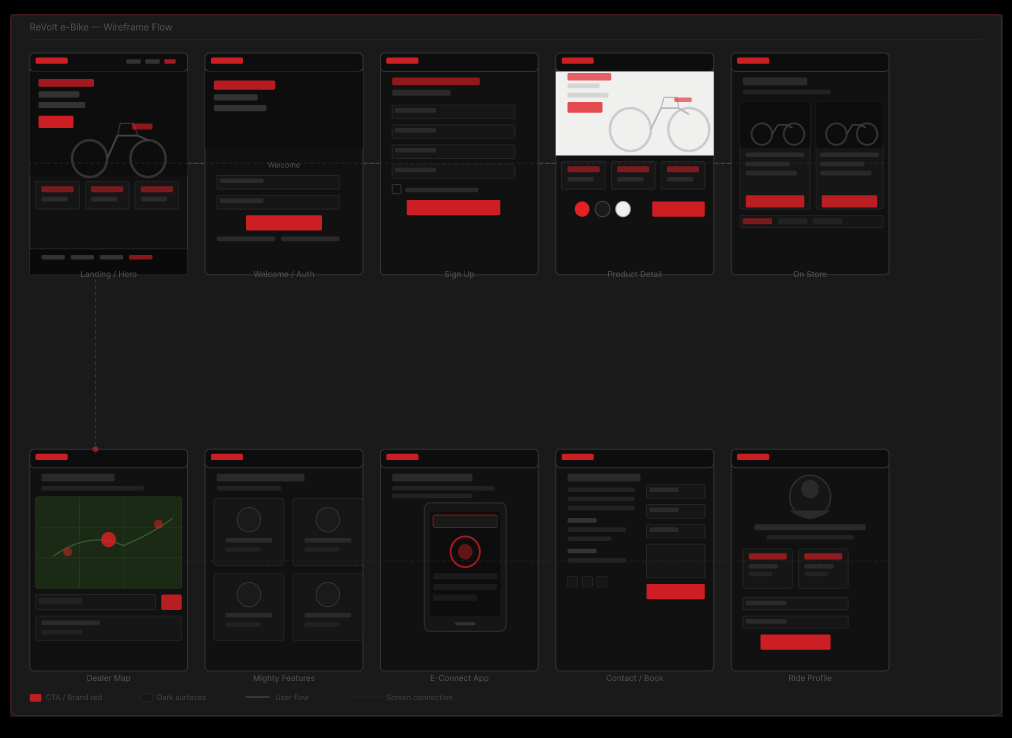 ReVolt e-Bike — Wireframe Flow
Welcome
Landing / Hero
Welcome / Auth
Sign Up
Product Detail
On Store
Dealer Map
Mighty Features
E-Connect App
Contact / Book
Ride Profile
CTA / Brand red
Dark surfaces
User flow
Screen connection